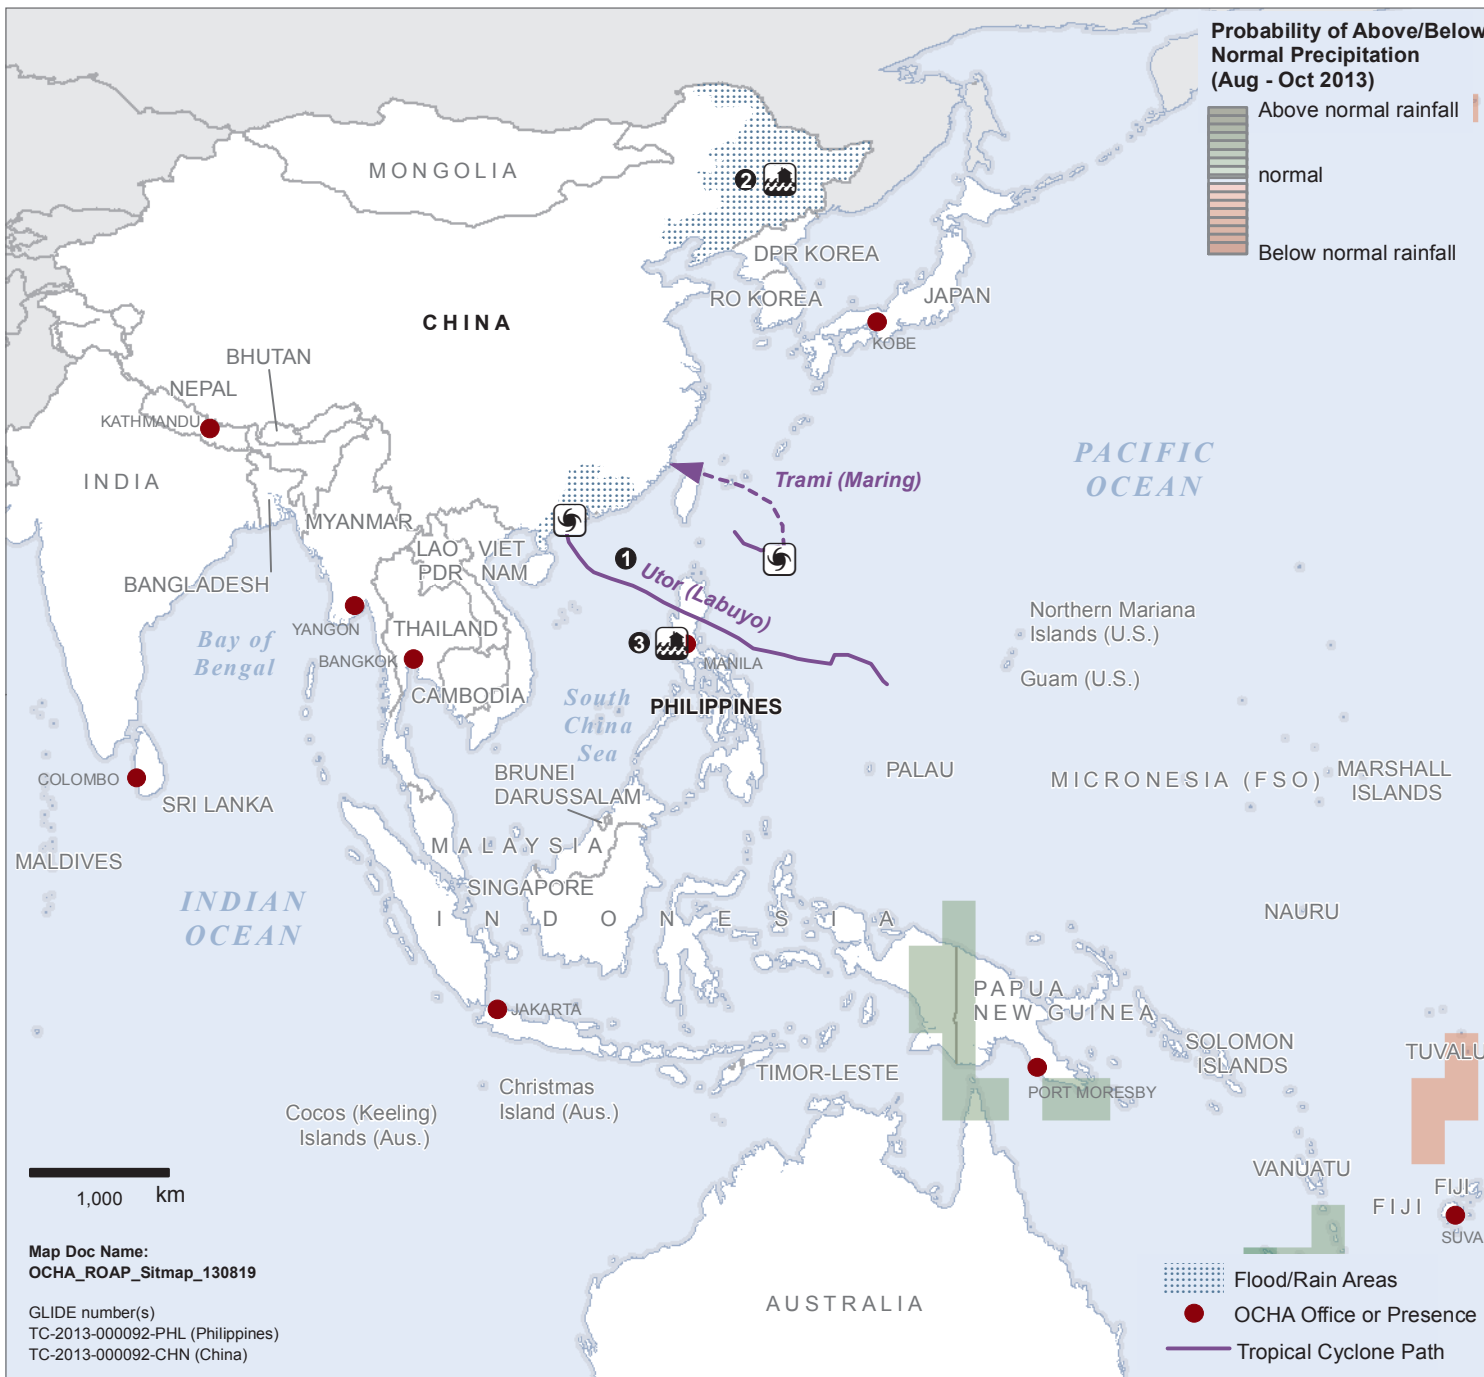 Probability of Above/Below
Normal Precipitation
(Aug - Oct 2013)
Above normal rainfall
normal
Below normal rainfall
MONGOLIA
2
DPR KOREA
RO KOREA
JAPAN
KOBE
CHINA
BHUTAN
NEPAL
KATHMANDU
INDIA
PACIFIC
OCEAN
Trami (Maring)
MYANMAR
LAO
PDR
VIET
NAM
1
Utor (Labuyo)
BANGLADESH
YANGON
Bay of
Bengal
THAILAND
BANGKOK
CAMBODIA
3
MANILA
PHILIPPINES
South
China
Sea
Northern Mariana
Islands (U.S.)
Guam (U.S.)
COLOMBO
SRI LANKA
BRUNEI
DARUSSALAM
PALAU
MICRONESIA (FSO)
MARSHALL
ISLANDS
MALDIVES
MALAYSIA
SINGAPORE
INDIAN
OCEAN
INDONESIA
NAURU
PAPUA
NEW GUINEA
JAKARTA
SOLOMON
ISLANDS
TUVALU
TIMOR-LESTE
PORT MORESBY
Christmas
Island (Aus.)
Cocos (Keeling)
Islands (Aus.)
VANUATU
FIJI
FIJI
SUVA
1,000 km
Map Doc Name:
OCHA_ROAP_Sitmap_130819
GLIDE number(s)
TC-2013-000092-PHL (Philippines)
TC-2013-000092-CHN (China)
AUSTRALIA
Flood/Rain Areas
OCHA Office or Presence
Tropical Cyclone Path